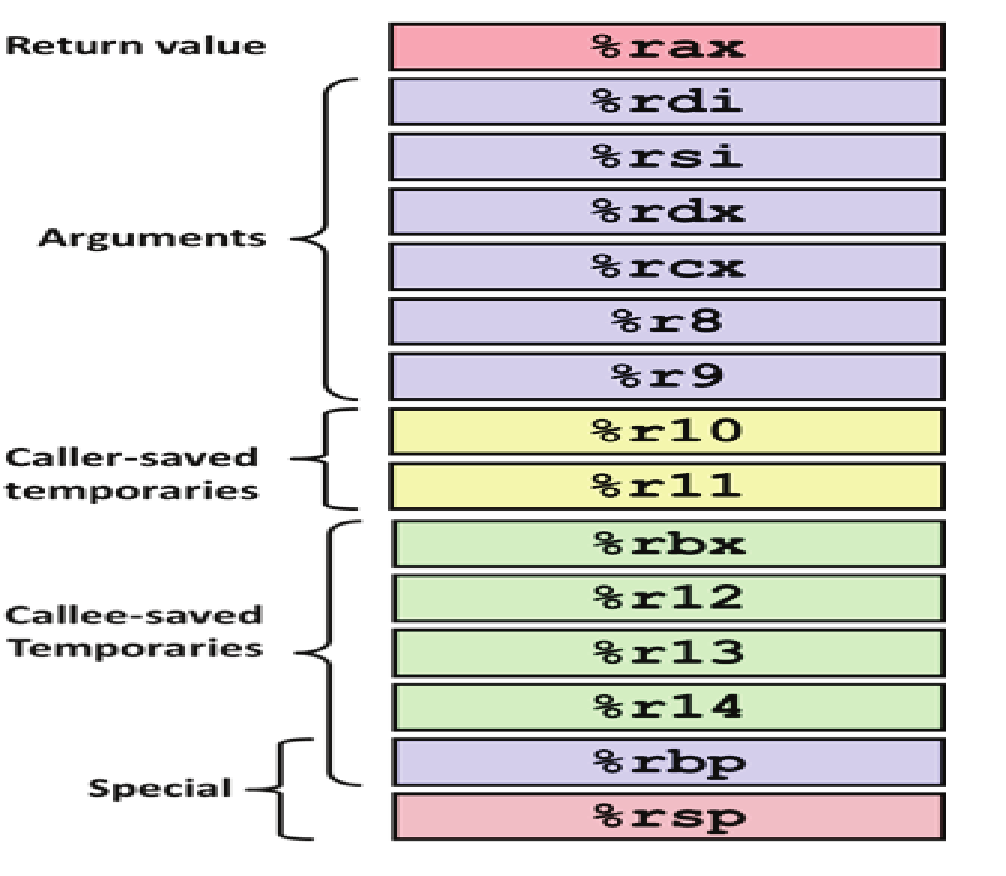 Return value
%rax
%rdi
%rsi
%rdx
Arguments
%rcx
%r8
%r9
%r10
Caller-saved
temporaries
%r11
%rbx
%r12
Callee-saved
Temporaries
%r13
%r14
%rbp
Special
%rsp